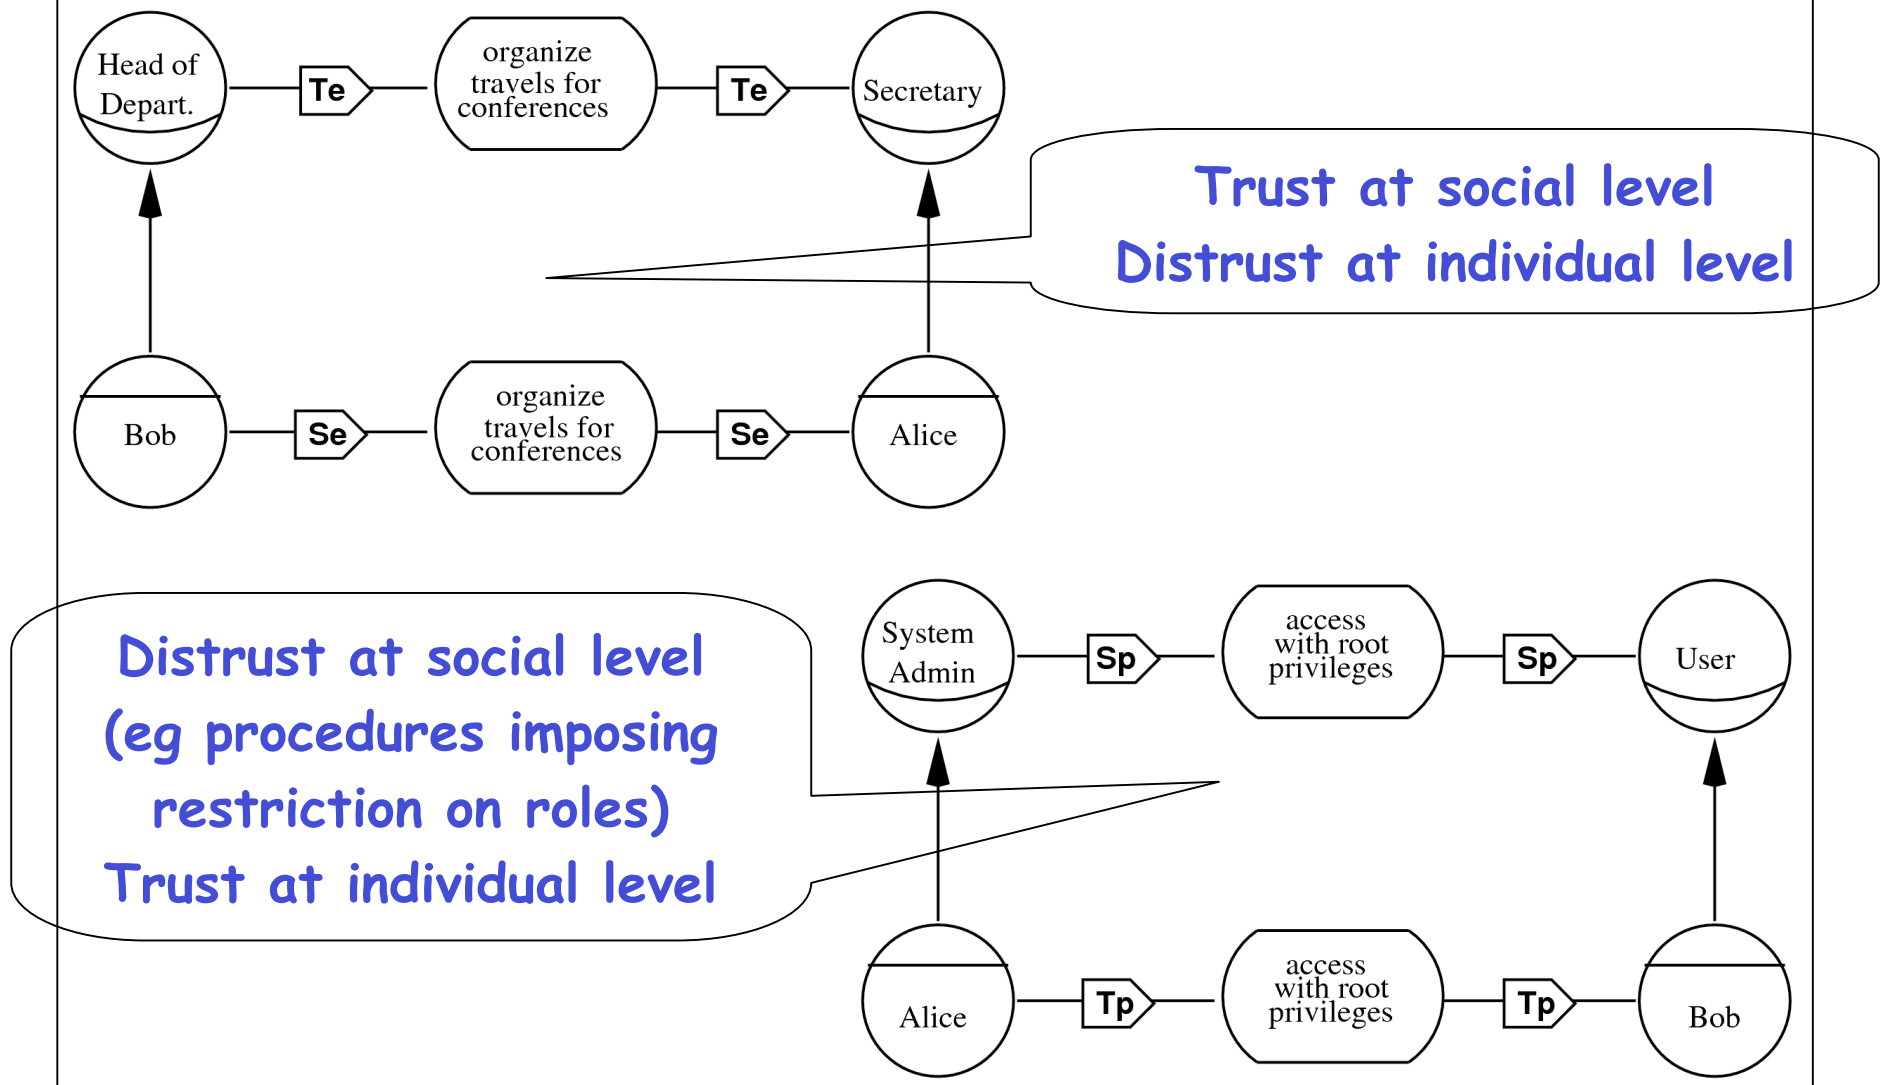 Head of
Depart.
Te
organize
travels for
conferences
Te
Secretary
Trust at social level
Distrust at individual level
Bob
Se
organize
travels for
conferences
Se
Alice
Distrust at social level
(eg procedures imposing
restriction on roles)
Trust at individual level
System
Admin
Sp
access
with root
privileges
Sp
User
Alice
Tp
access
with root
privileges
Tp
Bob